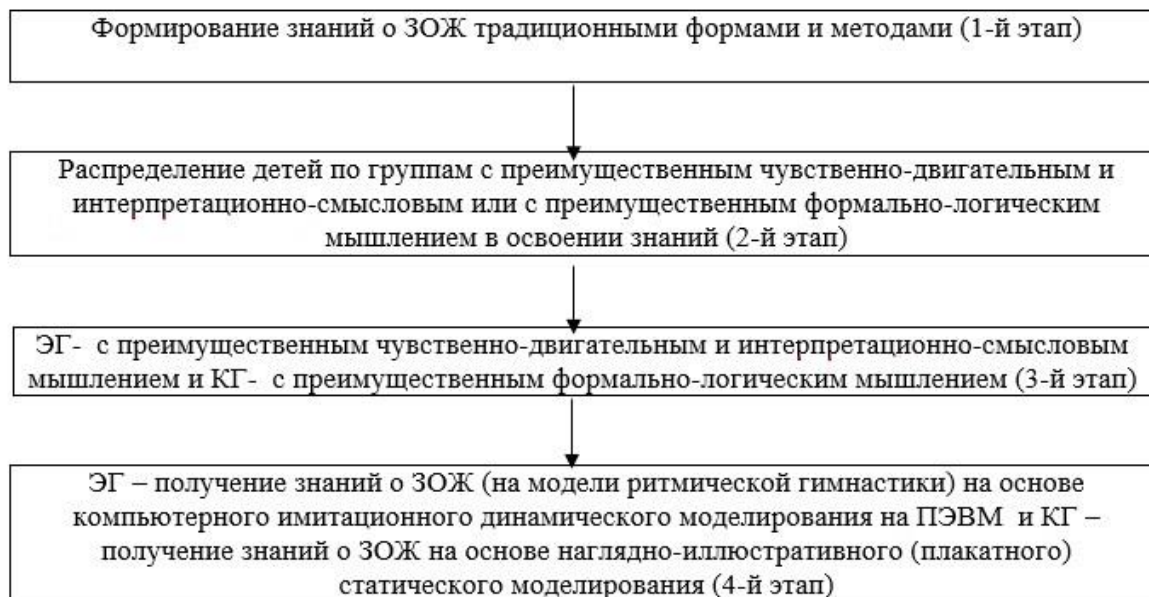 Формирование знаний о ЗОЖ традиционными формами и методами (1-й этап)
Распределение детей по группам с преимущественным чувственно-двигательным и
интерпретационно-смысловым или с преимущественным формально-логическим
мышлением в освоении знаний (2-й этап)
ЭГ- с преимущественным чувственно-двигательным и интерпретационно-смысловым
мышлением и КГ- с преимущественным формально-логическим мышлением (3-й этап)
ЭГ – получение знаний о ЗОЖ (на модели ритмической гимнастики) на основе
компьютерного имитационного динамического моделирования на ПЭВМ и КГ –
получение знаний о ЗОЖ на основе наглядно-иллюстративного (плакатного)
статического моделирования (4-й этап)